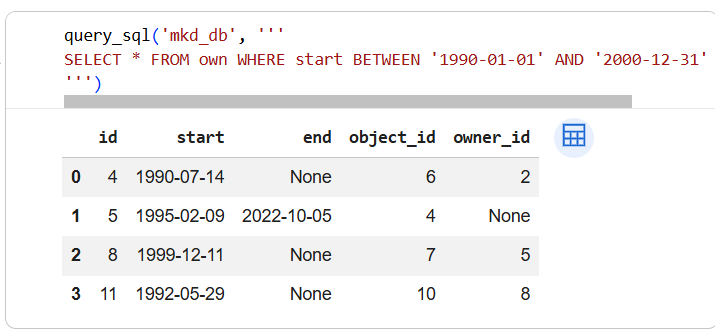 query_sql('mkd_db', '''
SELECT * FROM own WHERE start BETWEEN '1990-01-01' AND '2000-12-31'
''')
id start end object_id owner_id
0 4 1990-07-14 None 6 2
1 5 1995-02-09 2022-10-05 4 None
2 8 1999-12-11 None 7 5
3 11 1992-05-29 None 10 8